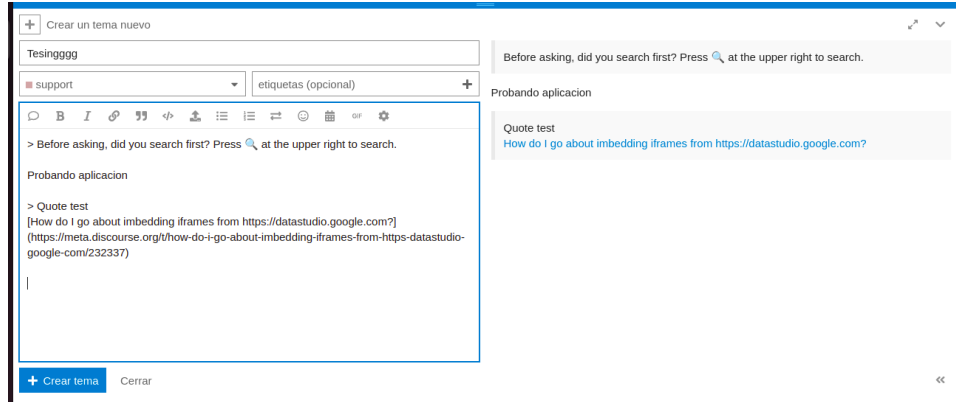 Crear un tema nuevo
Tesingggg
support
etiquetas (opcional)
B I GIF
> Before asking, did you search first? Press 🔍 at the upper right to search.
Probando aplicacion
> Quote test
[How do I go about imbedding iframes from https://datastudio.google.com?]
(https://meta.discourse.org/t/how-do-i-go-about-imbedding-iframes-from-https-datastudio-
google-com/232337)
Crear tema
Cerrar
Before asking, did you search first? Press 🔍 at the upper right to search.
Probando aplicacion
Quote test
How do I go about imbedding iframes from https://datastudio.google.com?